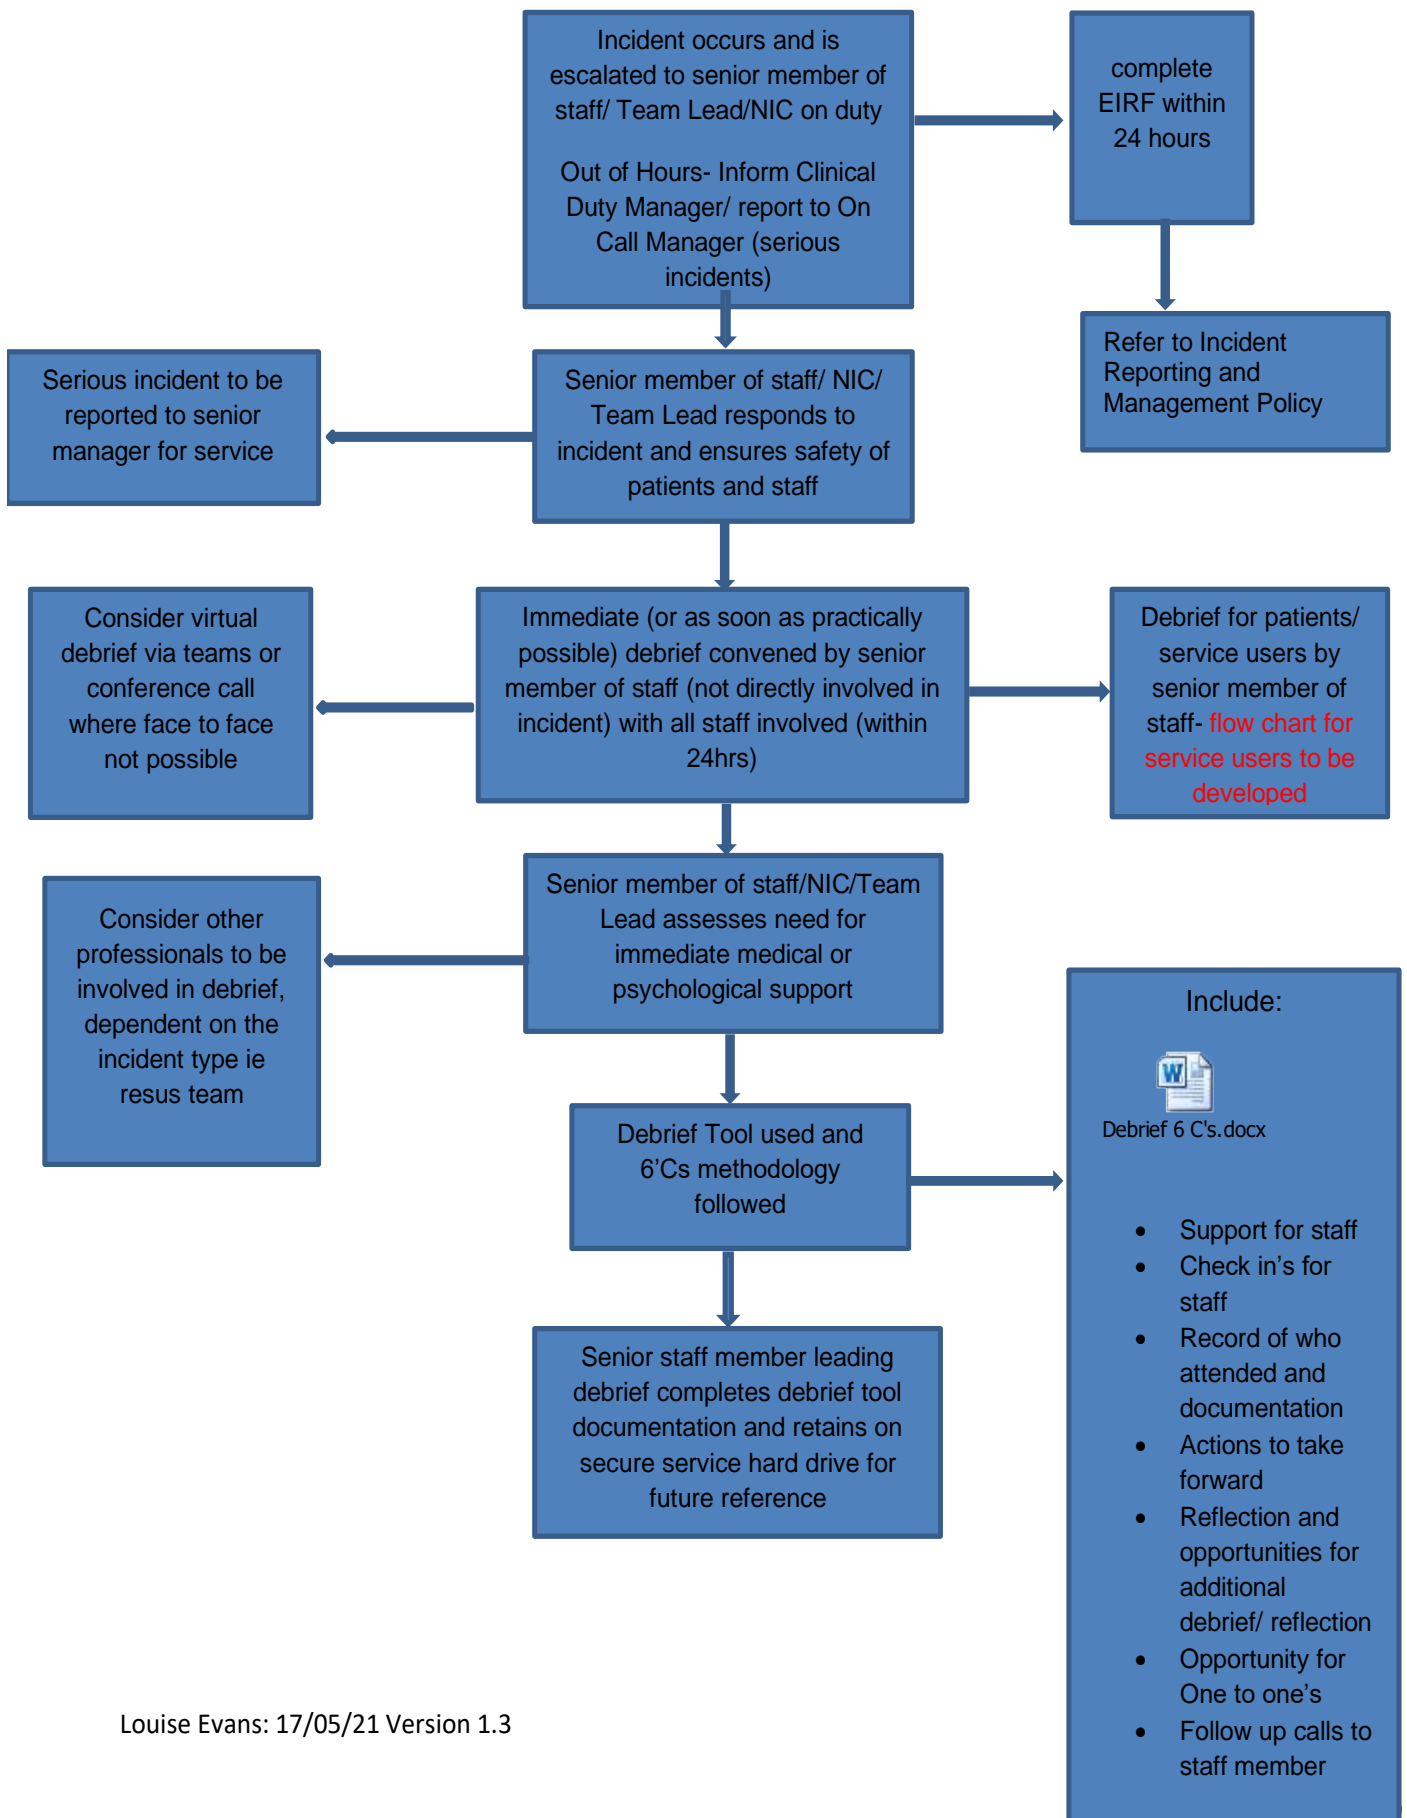 Incident occurs and is
escalated to senior member of
staff/ Team Lead/NIC on duty
Out of Hours- Inform Clinical
Duty Manager/ report to On
Call Manager (serious
incidents)
complete
EIRF within
24 hours
Refer to Incident
Reporting and
Management Policy
Serious incident to be
reported to senior
manager for service
Senior member of staff/ NIC/
Team Lead responds to
incident and ensures safety of
patients and staff
Consider virtual
debrief via teams or
conference call
where face to face
not possible
Immediate (or as soon as practically
possible) debrief convened by senior
member of staff (not directly involved in
incident) with all staff involved (within
24hrs)
Debrief for patients/
service users by
senior member of
staff- flow chart for
service users to be
developed
Consider other
professionals to be
involved in debrief,
dependent on the
incident type ie
resus team
Senior member of staff/NIC/Team
Lead assesses need for
immediate medical or
psychological support
Debrief Tool used and
6’Cs methodology
followed
Include:
W
Debrief 6 C's.docx
• Support for staff
• Check in’s for
staff
• Record of who
attended and
documentation
• Actions to take
forward
• Reflection and
opportunities for
additional
debrief/ reflection
• Opportunity for
One to one’s
• Follow up calls to
staff member
Senior staff member leading
debrief completes debrief tool
documentation and retains on
secure service hard drive for
future reference
Louise Evans: 17/05/21 Version 1.3